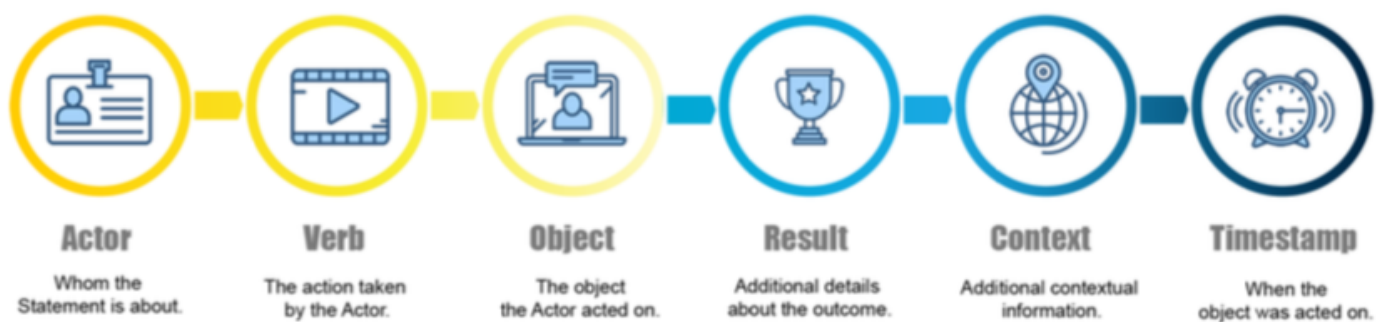 Actor
Whom the
Statement is about.
Verb
The action taken
by the Actor.
Object
The object
the Actor acted on.
Result
Additional details
about the outcome.
Context
Additional contextual
information.
Timestamp
When the
object was acted on.